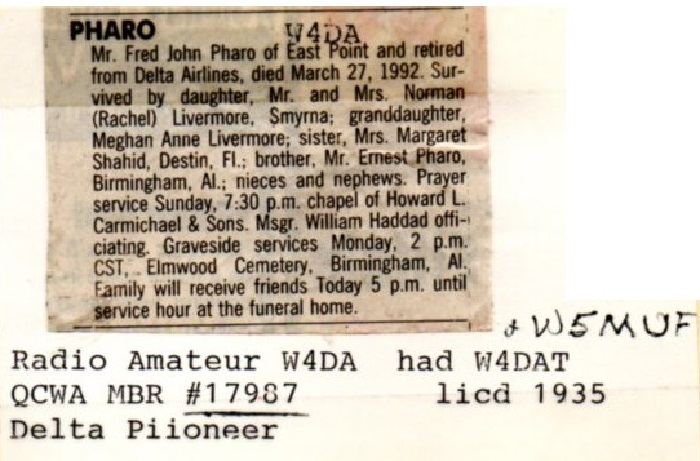 PHARO W4DA
Mr. Fred John Pharo of East Point and retired
from Delta Airlines, died March 27, 1992. Sur-
vived by daughter, Mr. and Mrs. Norman
(Rachel) Livermore, Smyrna; granddaughter,
Meghan Anne Livermore; sister, Mrs. Margaret
Shahid, Destin, Fl.; brother, Mr. Ernest Pharo,
Birmingham, Al.; nieces and nephews. Prayer
service Sunday, 7:30 p.m. chapel of Howard L.
Carmichael & Sons. Msgr. William Haddad offi-
ciating. Graveside services Monday, 2 p.m.
CST, Elmwood Cemetery, Birmingham, Al.
Family will receive friends Today 5 p.m. until
service hour at the funeral home.
& W5MUF
Radio Amateur W4DA had W4DAT
QCWA MBR #17987 licd 1935
Delta Piioneer